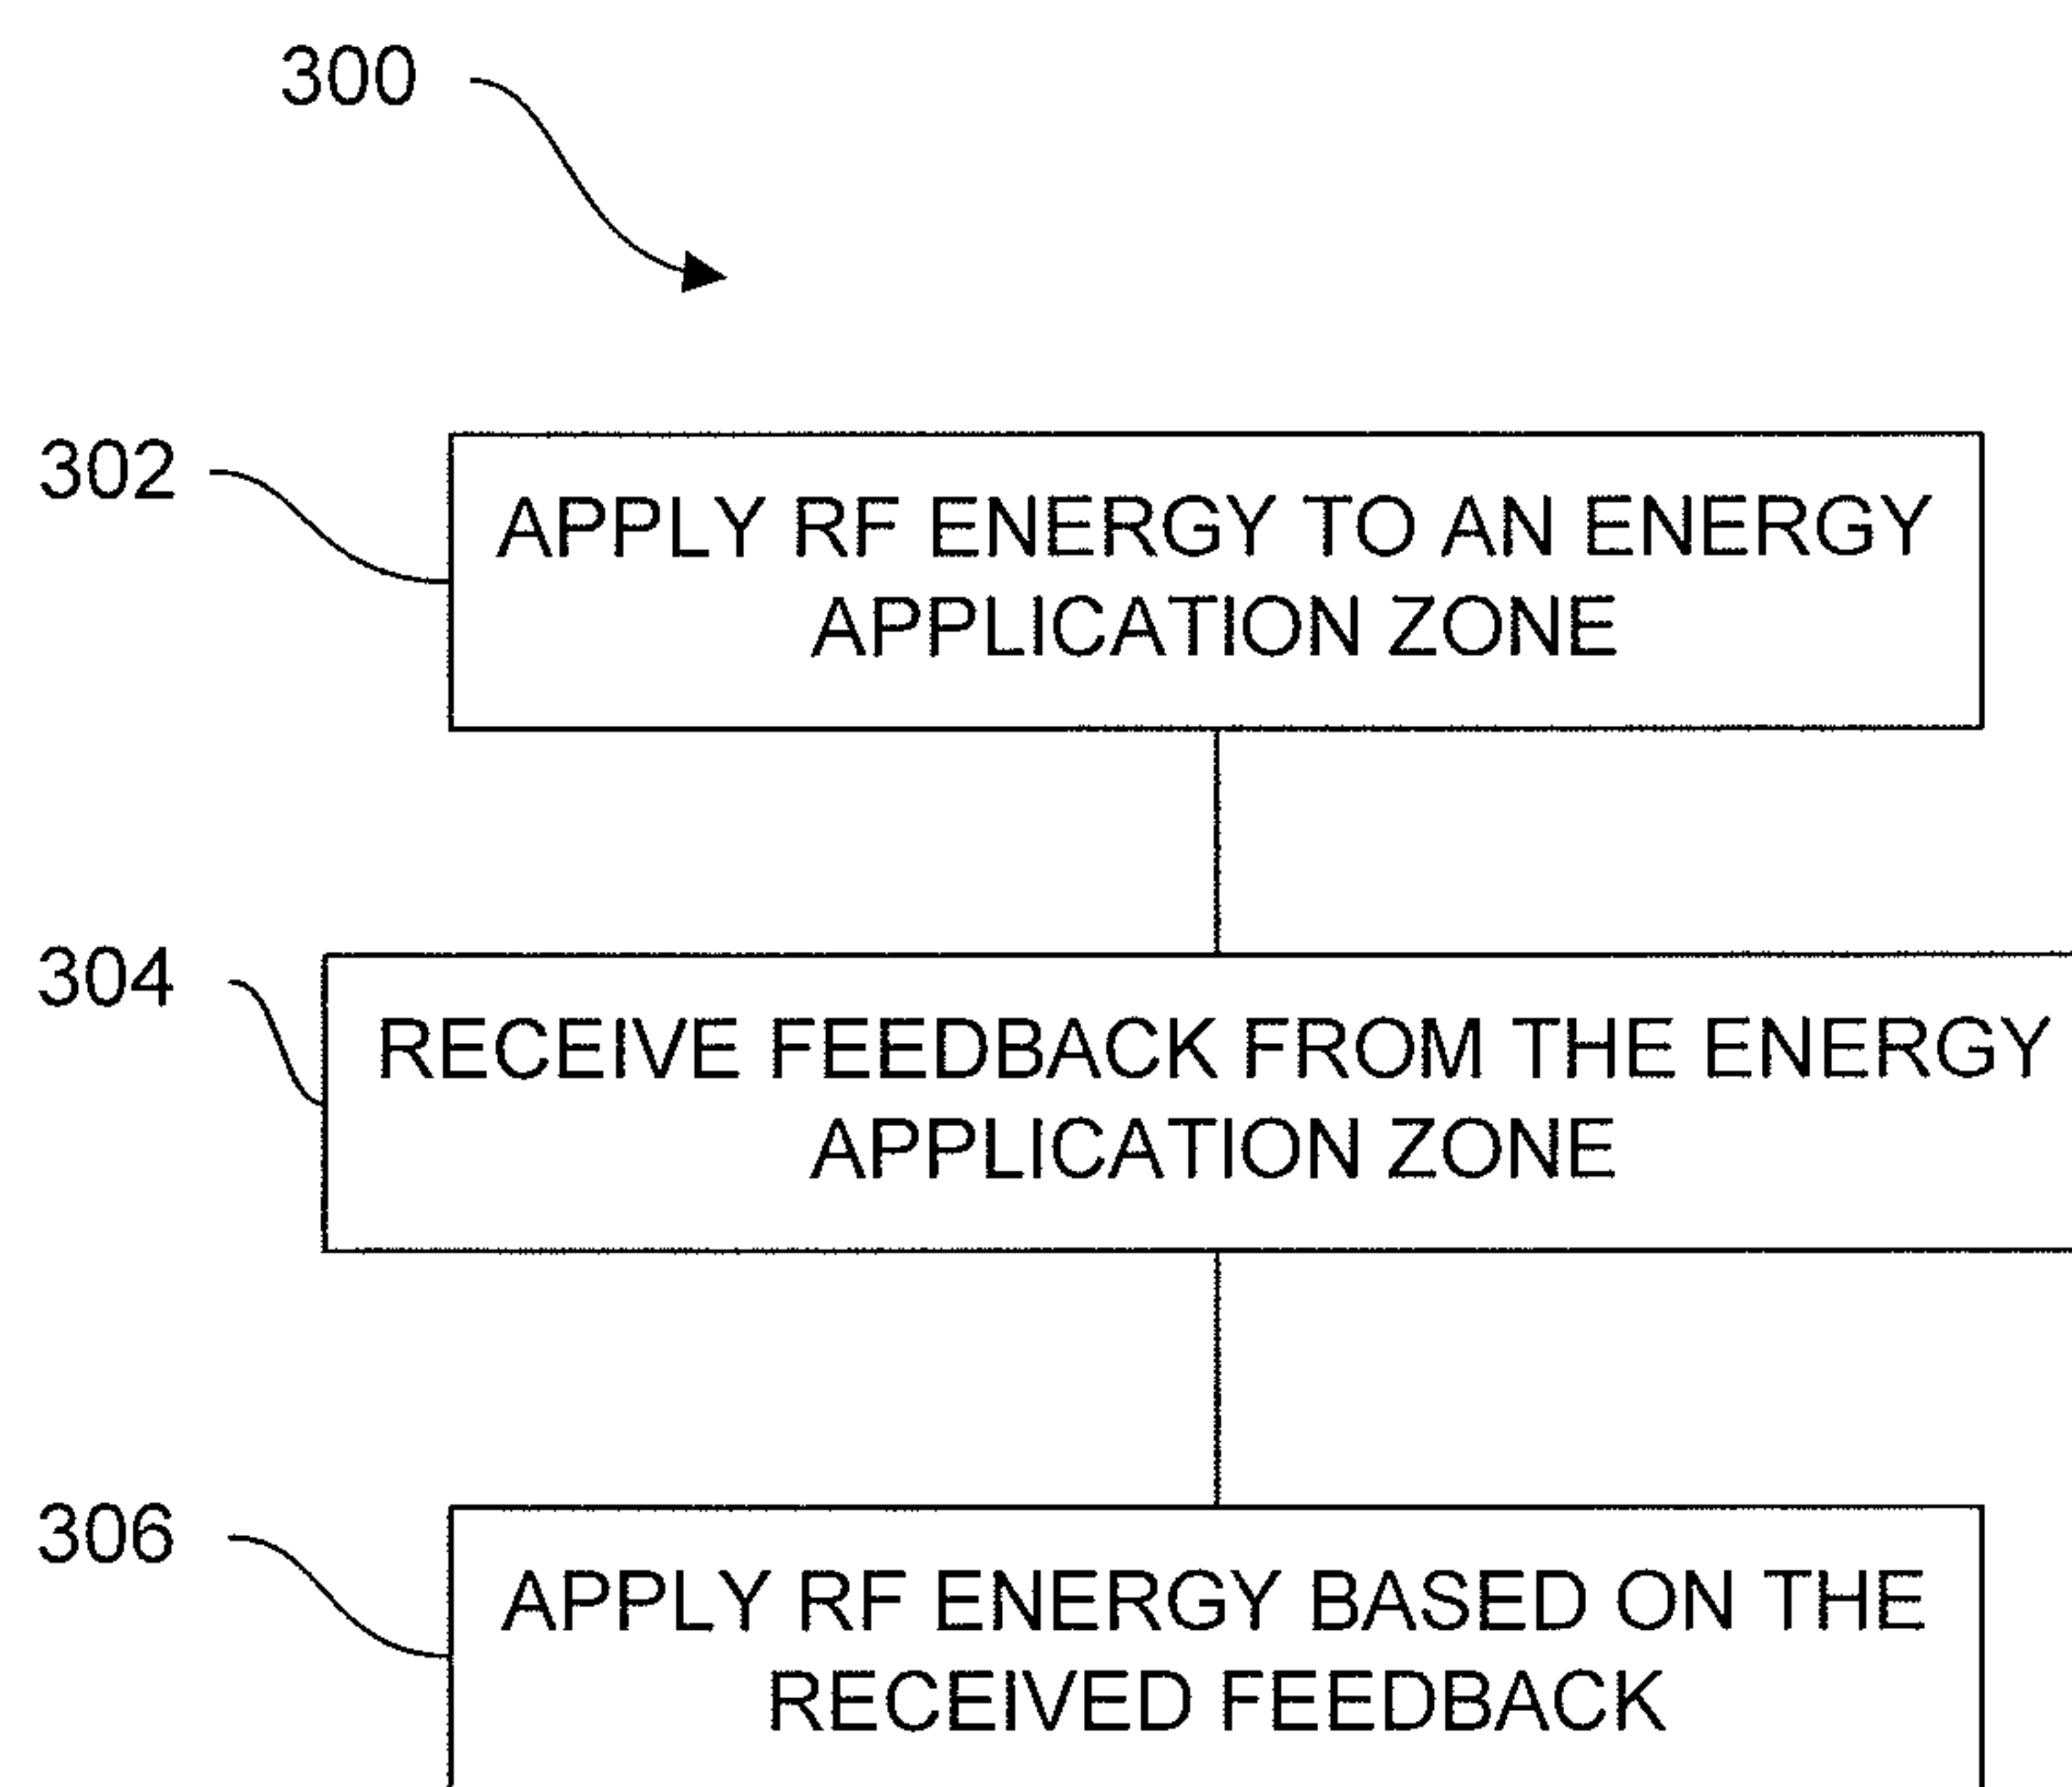 300
302
APPLY RF ENERGY TO AN ENERGY
APPLICATION ZONE
304
RECEIVE FEEDBACK FROM THE ENERGY
APPLICATION ZONE
306
APPLY RF ENERGY BASED ON THE
RECEIVED FEEDBACK